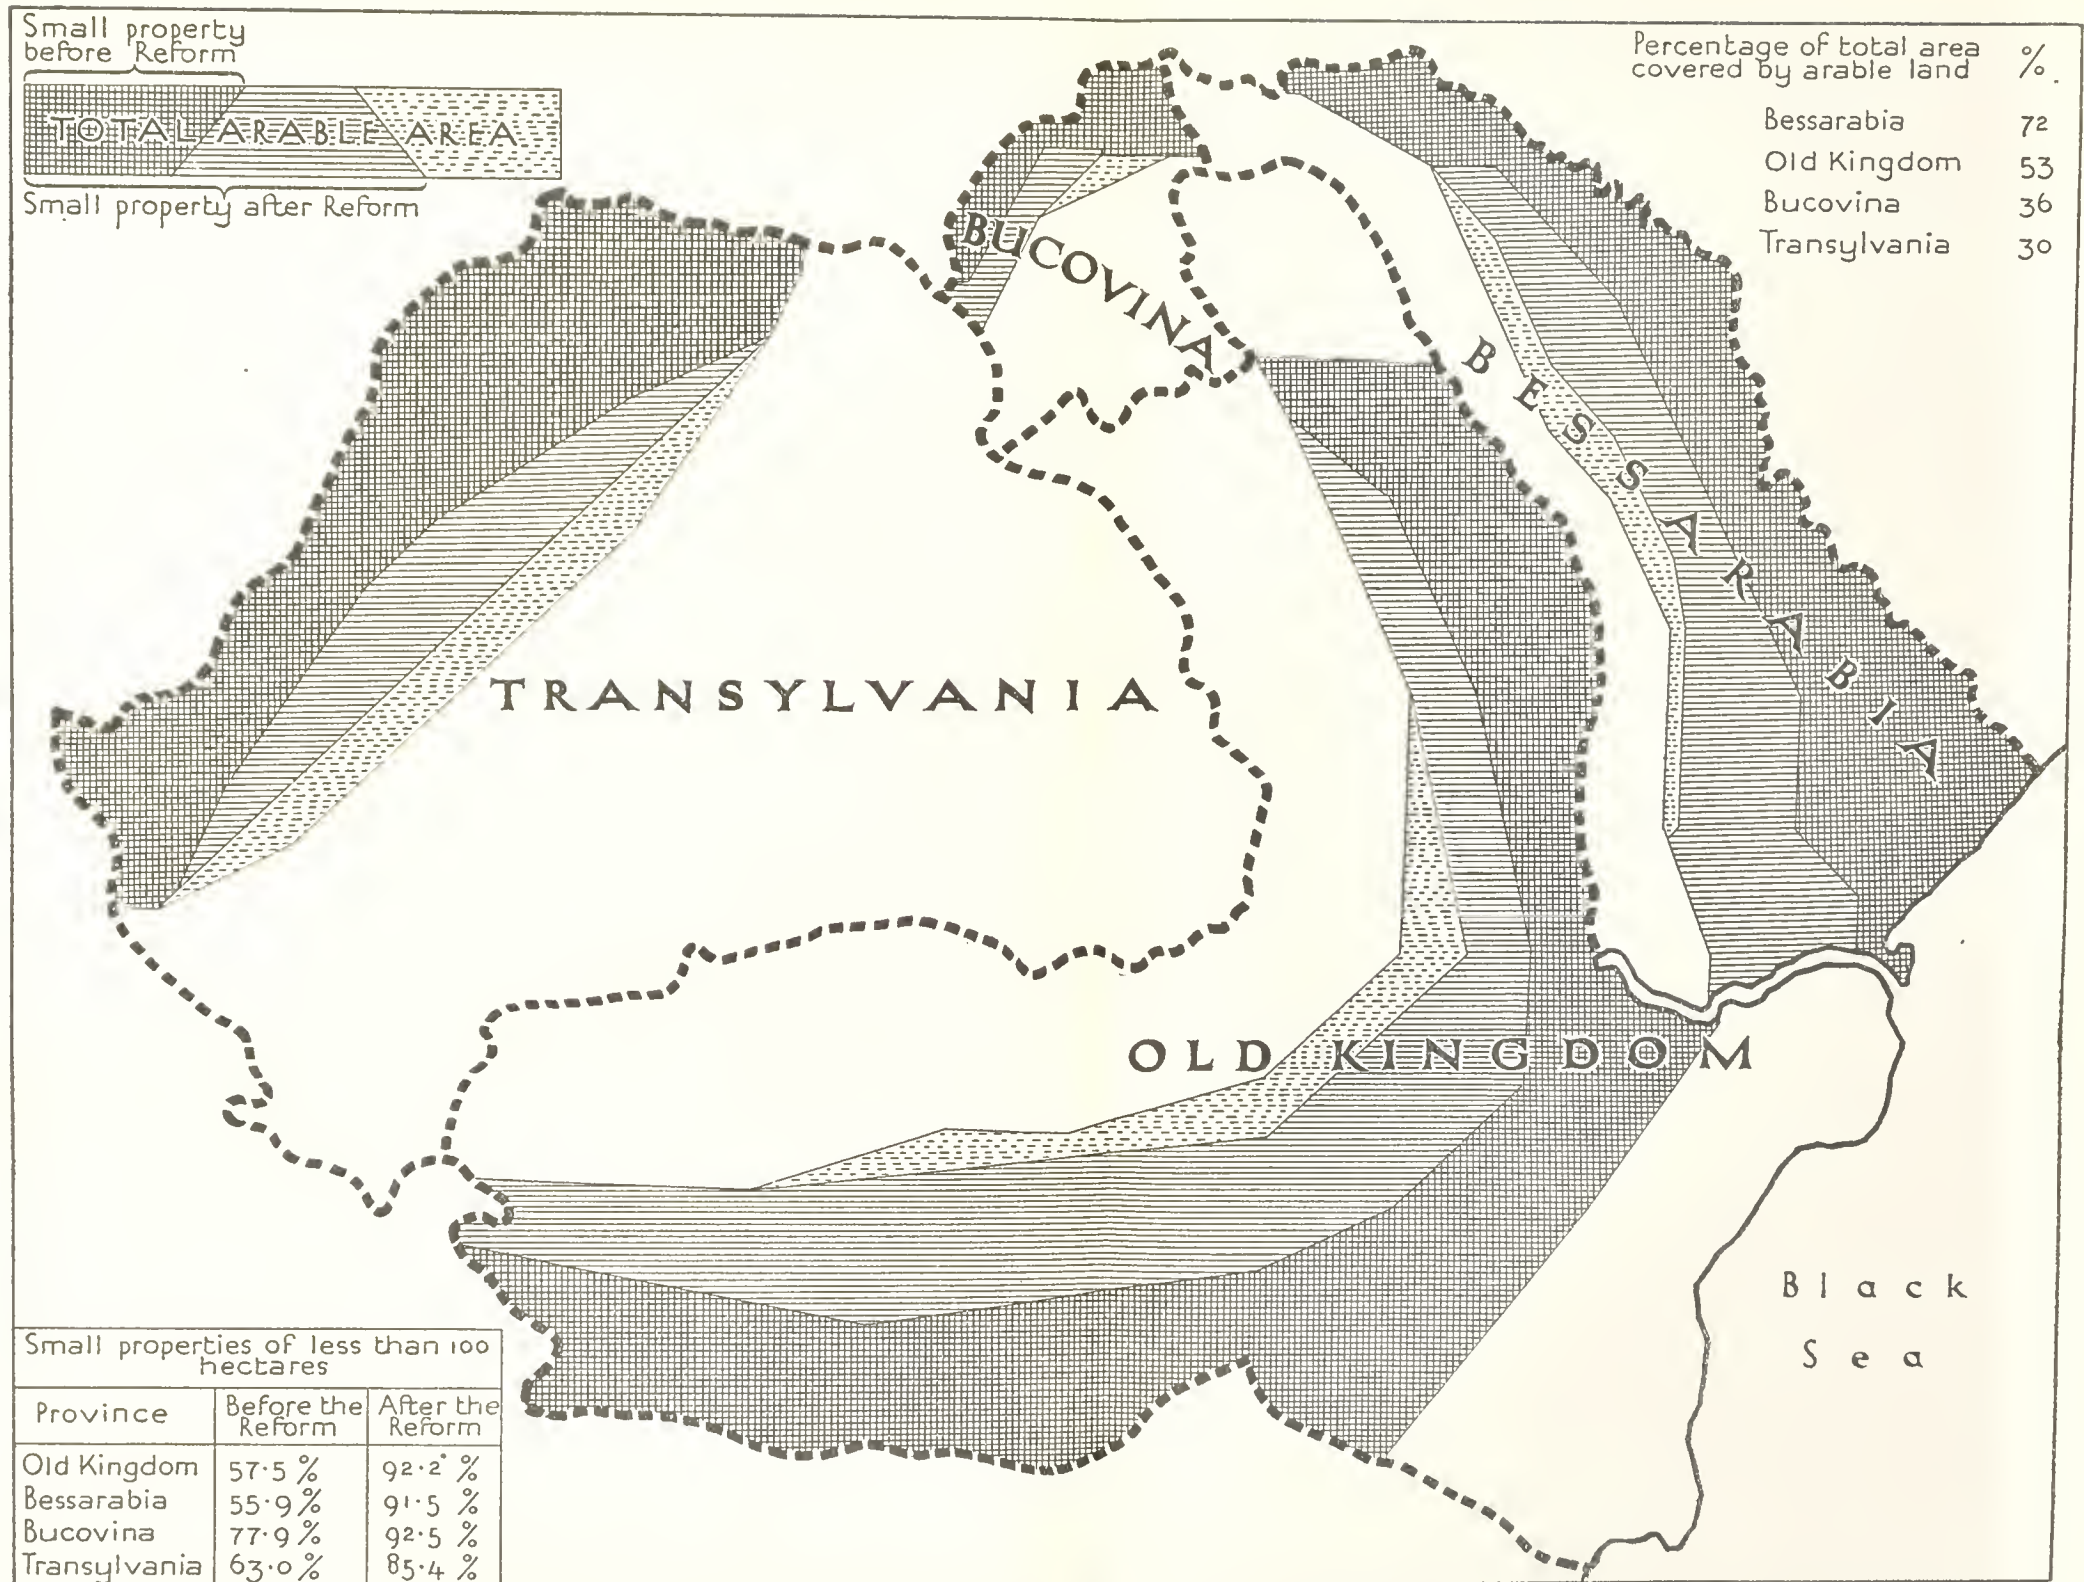 Small property
before Reform
TOTAL ARABLE AREA
Small property after Reform
Percentage of total area %.
covered by arable land
Bessarabia 72
Old Kingdom 53
Bucovina 36
Transylvania 30
BUCOVINA
BESSARABIA
TRANSYLVANIA
OLD KINGDOM
Black
Sea
Small properties of less than 100
hectares
Province Before the Reform After the Reform
Old Kingdom 57·5 % 92·2 %
Bessarabia 55·9 % 91·5 %
Bucovina 77·9 % 92·5 %
Transylvania 63·0 % 85·4 %